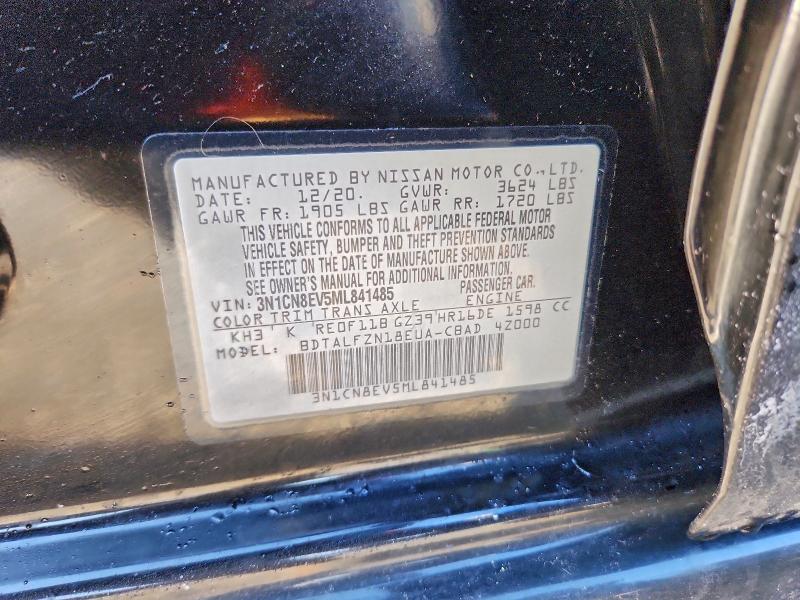 MANUFACTURED BY NISSAN MOTOR CO.,LTD.
DATE: 12/20. GVWR: 3624 LBS
GAWR FR: 1905 LBS GAWR RR: 1720 LBS
THIS VEHICLE CONFORMS TO ALL APPLICABLE FEDERAL MOTOR
VEHICLE SAFETY, BUMPER AND THEFT PREVENTION STANDARDS
IN EFFECT ON THE DATE OF MANUFACTURE SHOWN ABOVE.
SEE OWNER'S MANUAL FOR MORE INFORMATION
VIN: 3N1CN8EV5ML841485 PASSENGER CAR.
COLOR TRIM TRANS AXLE ENGINE
KH3 K RE0F11B GZ39 HR16DE 1598 CC
MODEL: BDTALFZN18EUA-CBAD 4Z000
3N1CN8EV5ML841485